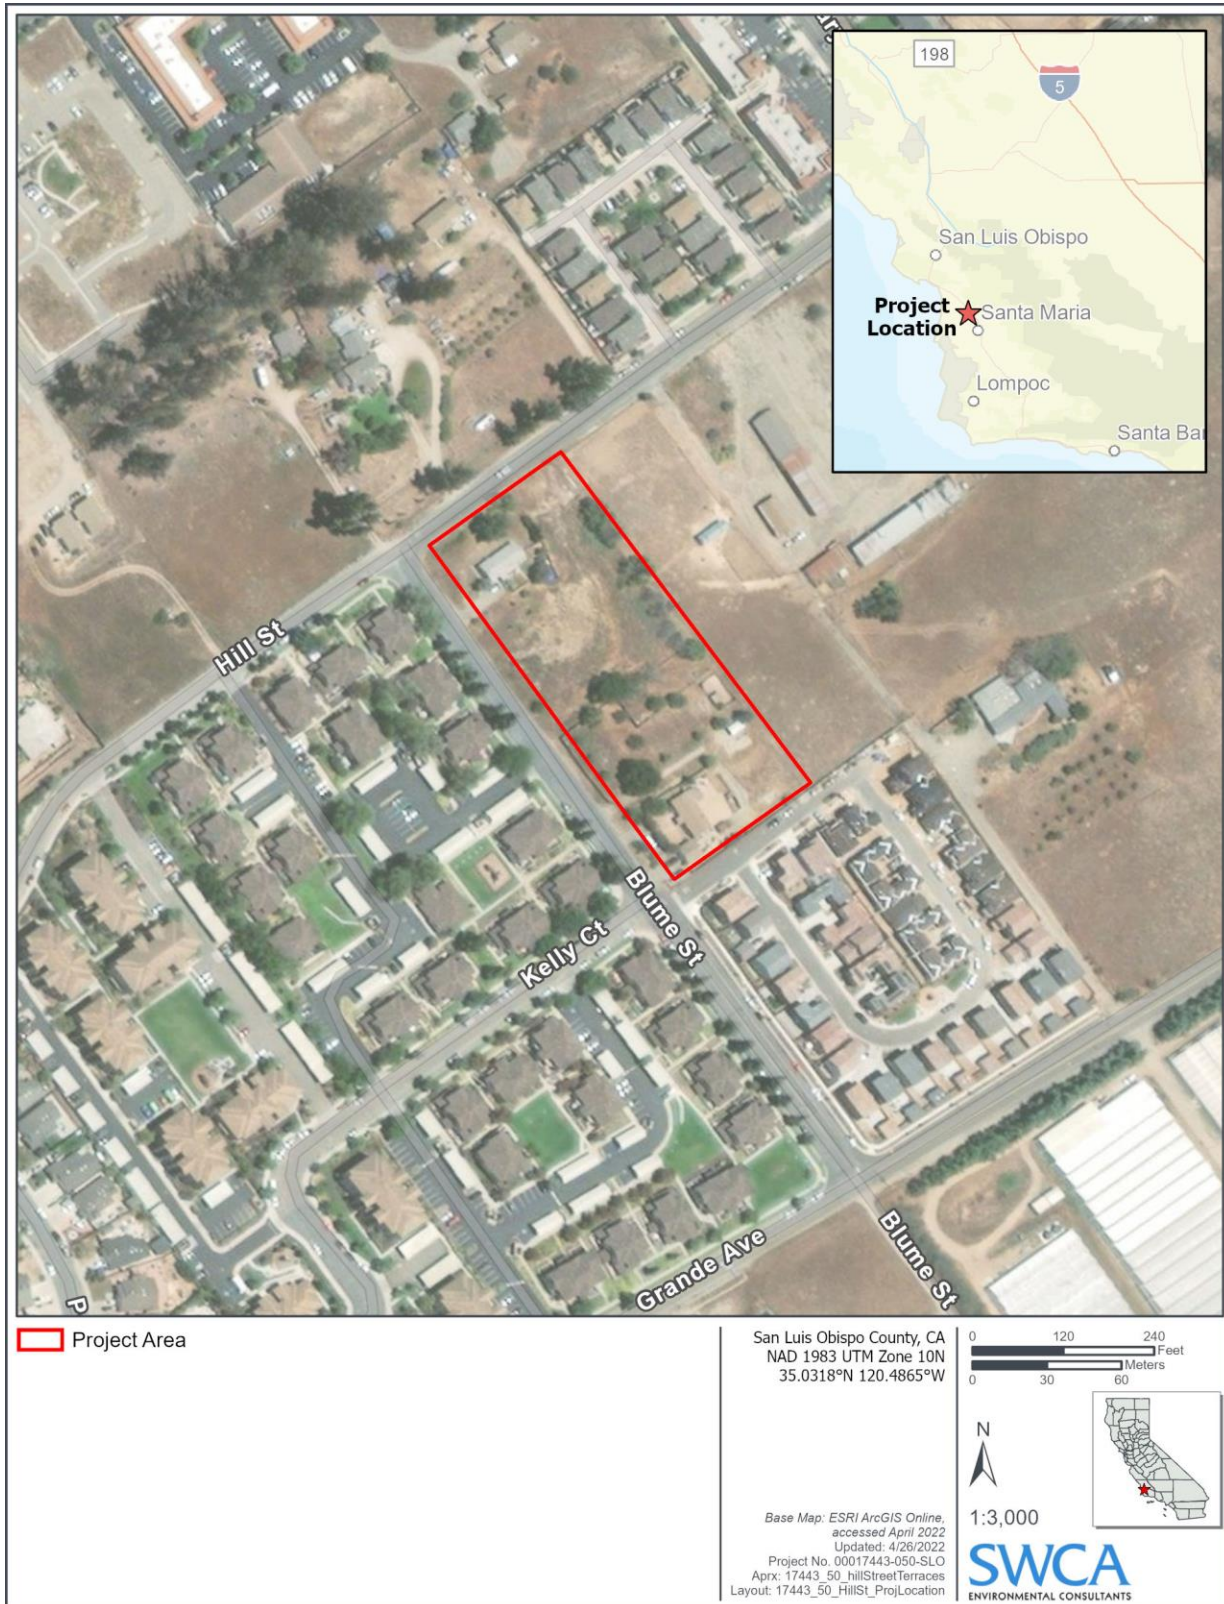 198
5
San Luis Obispo
Project
Location
Santa Maria
Lompoc
Santa Bar
Hill St
Blume St
Kelly Ct
Grande Ave
Blume St
P
Project Area
San Luis Obispo County, CA
NAD 1983 UTM Zone 10N
35.0318°N 120.4865°W
0 120 240
Feet
Meters
0 30 60
N
1:3,000
Base Map: ESRI ArcGIS Online,
accessed April 2022
Updated: 4/26/2022
Project No. 00017443-050-SLO
Aprx: 17443_50_hillStreetTerraces
Layout: 17443_50_HillSt_ProjLocation
SWCA
ENVIRONMENTAL CONSULTANTS